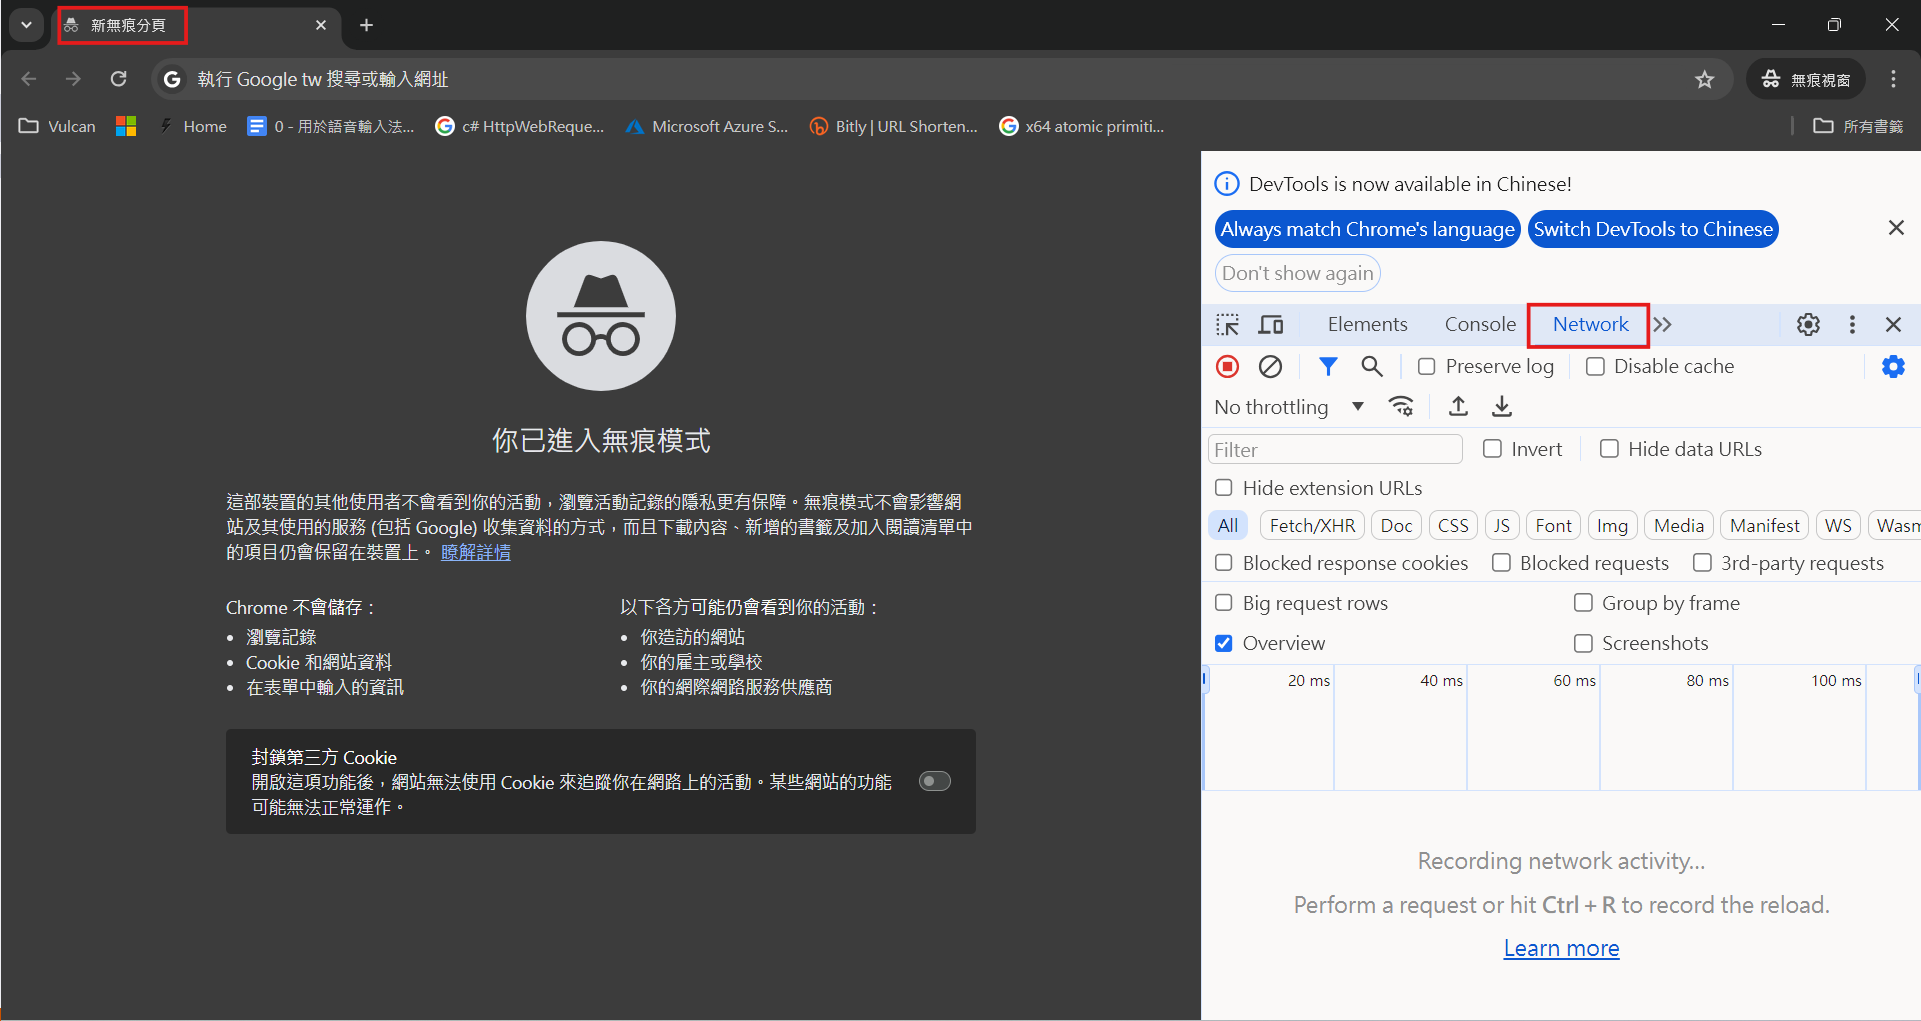 新無痕分頁
執行 Google tw 搜尋或輸入網址
無痕視窗
Vulcan
Home
0 - 用於語音輸入法...
c# HttpWebReque...
Microsoft Azure S...
Bitly | URL Shorten...
x64 atomic primiti...
所有書籤
你已進入無痕模式
這部裝置的其他使用者不會看到你的活動，瀏覽活動記錄的隱私更有保障。無痕模式不會影響網
站及其使用的服務 (包括 Google) 收集資料的方式，而且下載內容、新增的書籤及加入閱讀清單中
的項目仍會保留在裝置上。 瞭解詳情
Chrome 不會儲存：
• 瀏覽記錄
• Cookie 和網站資料
• 在表單中輸入的資訊
以下各方可能仍會看到你的活動：
• 你造訪的網站
• 你的雇主或學校
• 你的網際網路服務供應商
封鎖第三方 Cookie
開啟這項功能後，網站無法使用 Cookie 來追蹤你在網路上的活動。某些網站的功能
可能無法正常運作。
DevTools is now available in Chinese!
Always match Chrome's language
Switch DevTools to Chinese
Don't show again
Elements
Console
Network
Preserve log
Disable cache
No throttling
Filter
Invert
Hide data URLs
Hide extension URLs
All
Fetch/XHR
Doc
CSS
JS
Font
Img
Media
Manifest
WS
Wasm
Blocked response cookies
Blocked requests
3rd-party requests
Big request rows
Group by frame
Overview
Screenshots
20 ms
40 ms
60 ms
80 ms
100 ms
Recording network activity...
Perform a request or hit Ctrl + R to record the reload.
Learn more